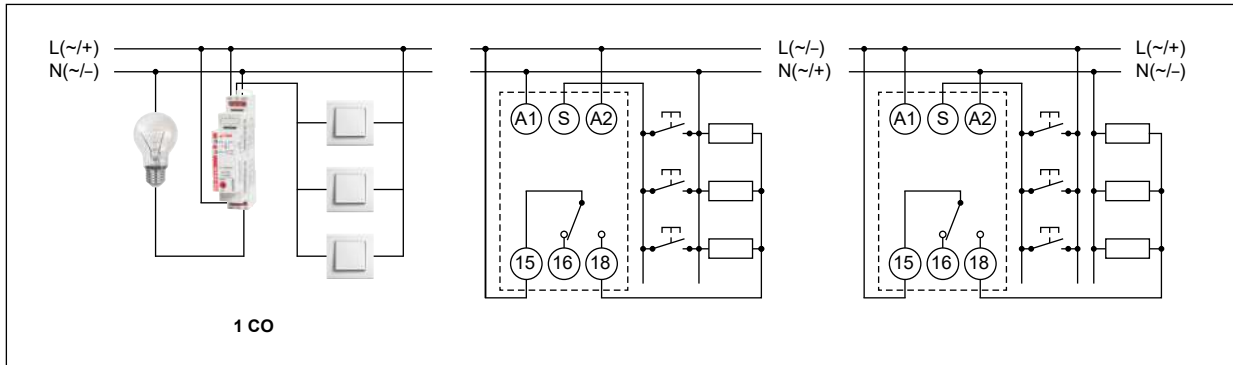 L(~/+)
N(~/–)
1 CO
L(~/–)
N(~/+)
A1 S A2
15 16 18
L(~/+)
N(~/–)
A1 S A2
15 16 18